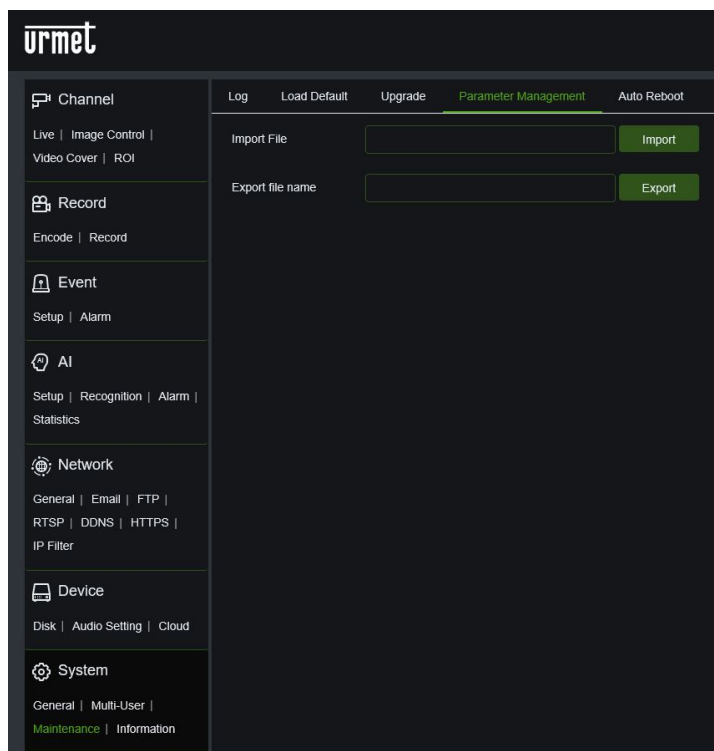 urmet
Channel
Live | Image Control |
Video Cover | ROI
Record
Encode | Record
Event
Setup | Alarm
AI
AI
Setup | Recognition | Alarm |
Statistics
Network
General | Email | FTP |
RTSP | DDNS | HTTPS |
IP Filter
Device
Disk | Audio Setting | Cloud
System
General | Multi-User |
Maintenance | Information
Log Load Default Upgrade Parameter Management Auto Reboot
Import File Import
Export file name Export